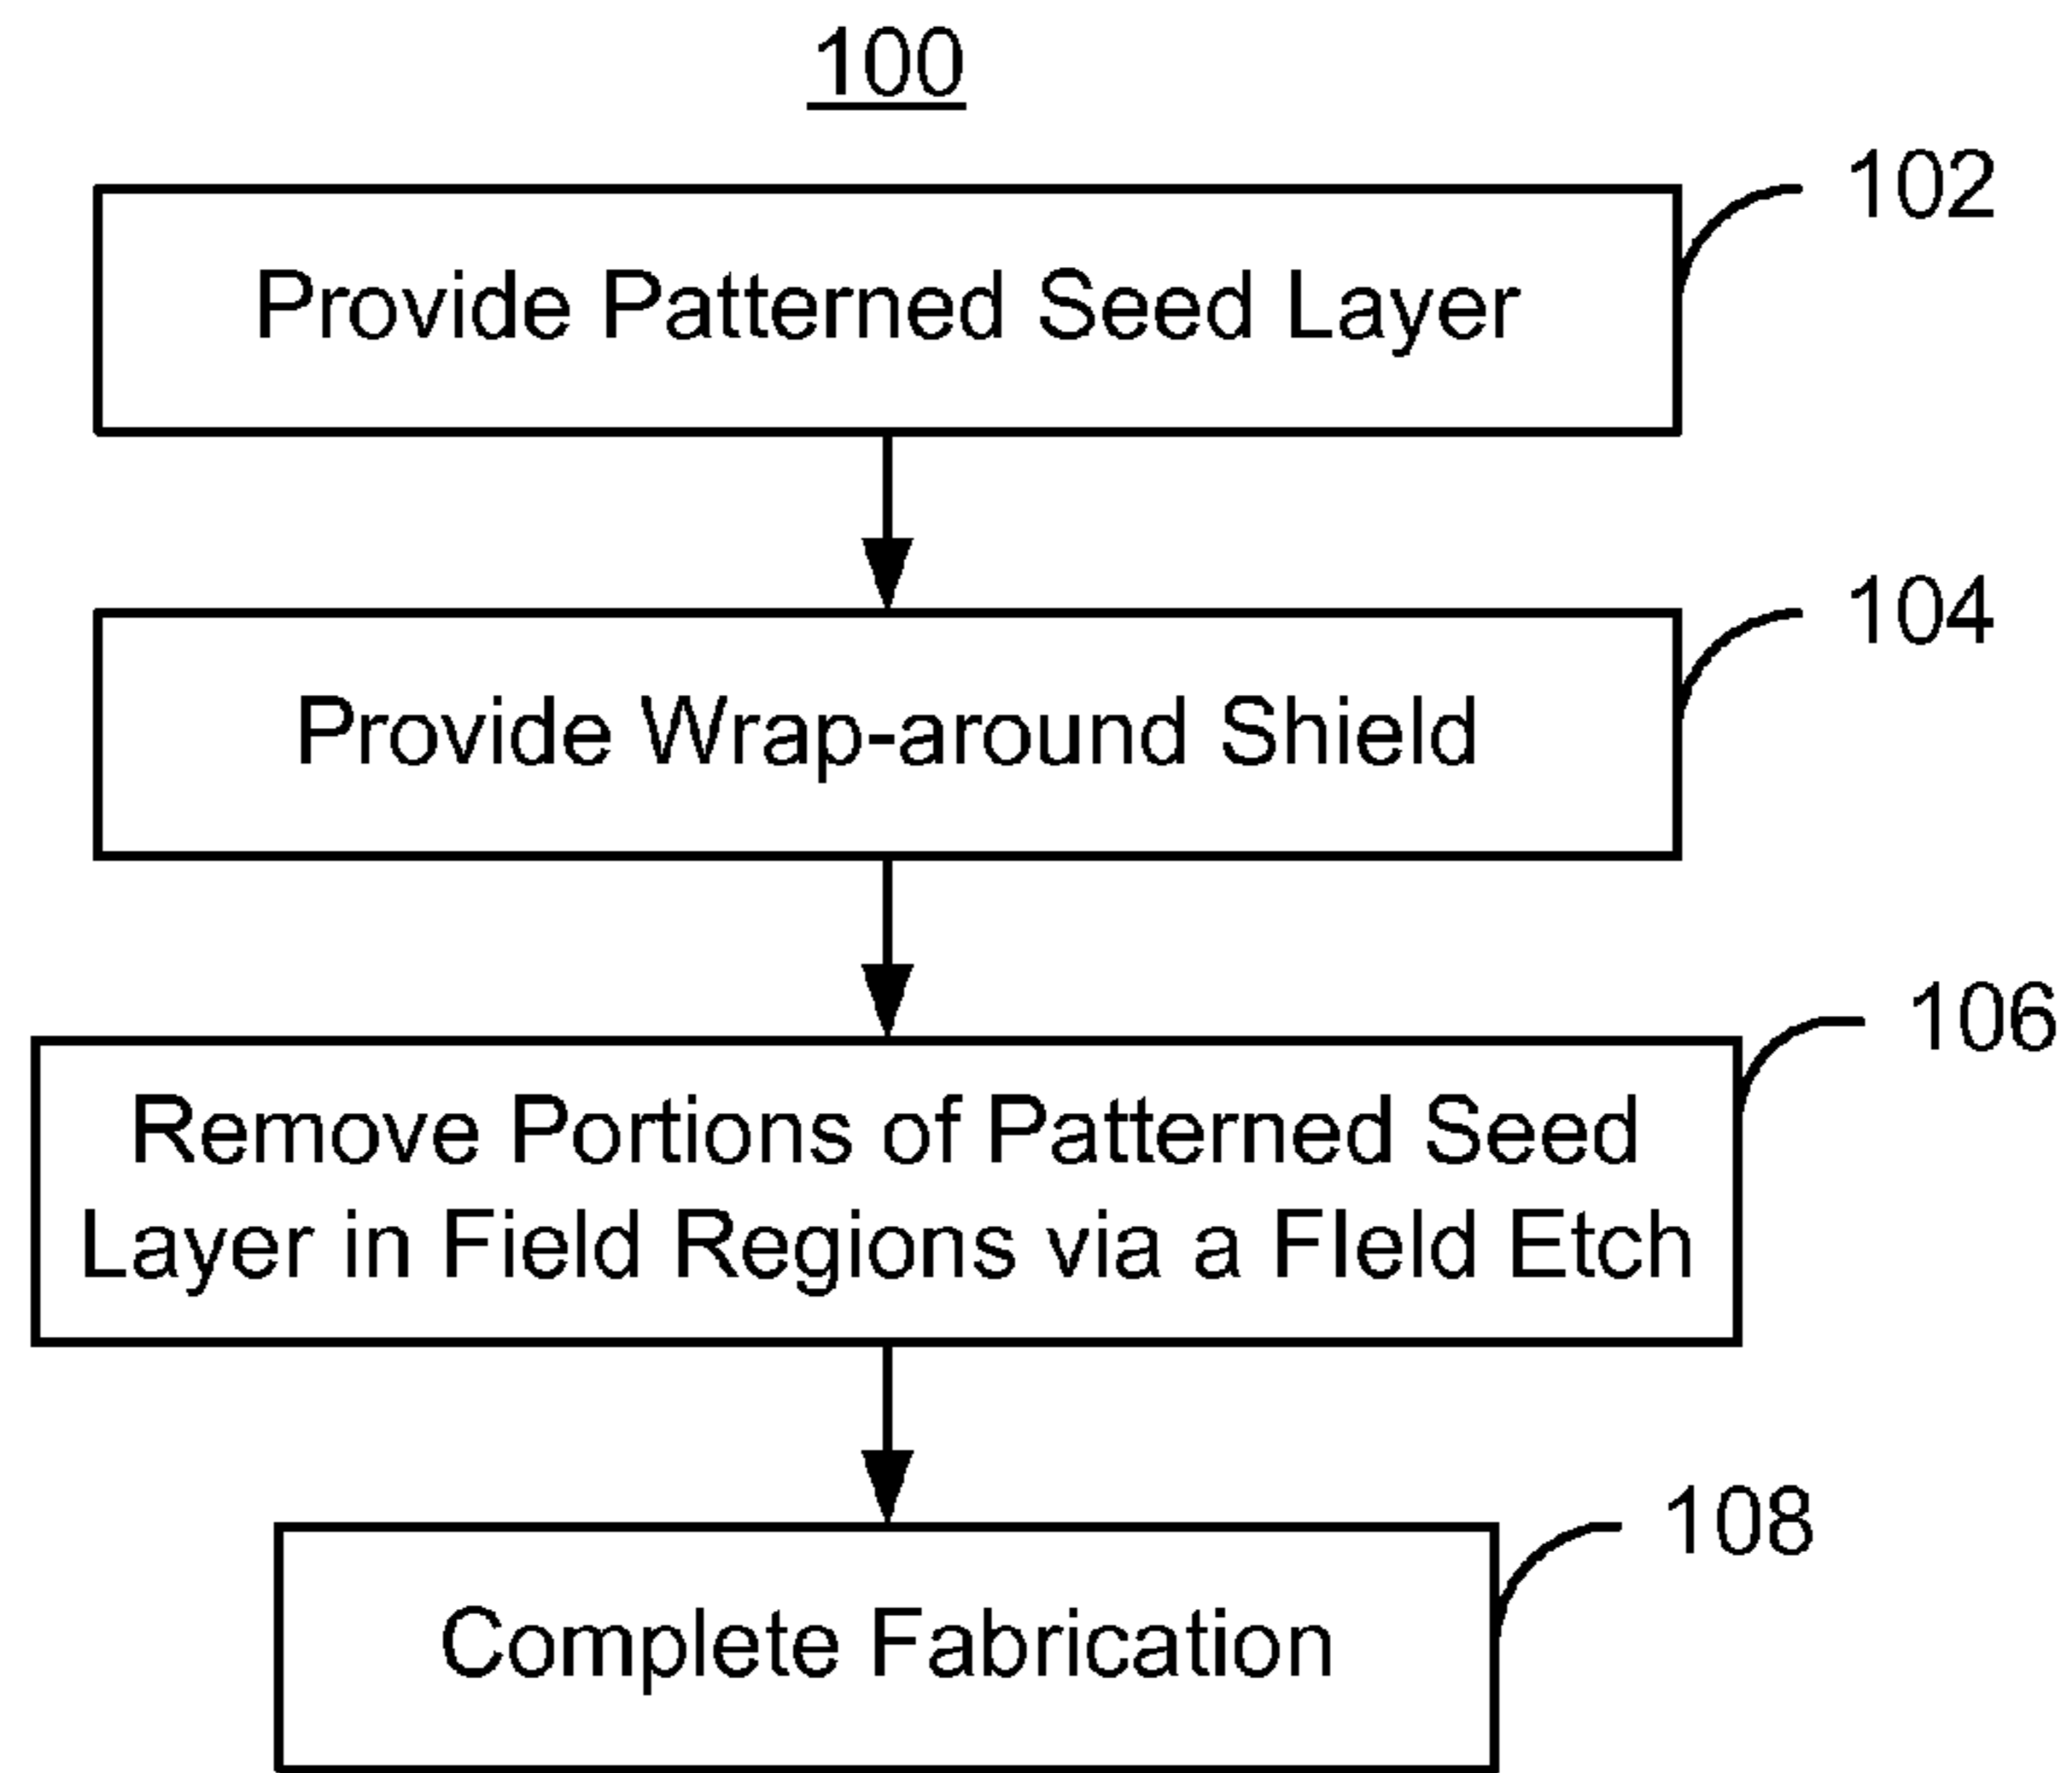 100
102
Provide Patterned Seed Layer
104
Provide Wrap-around Shield
106
Remove Portions of Patterned Seed
Layer in Field Regions via a FIeld Etch
108
Complete Fabrication